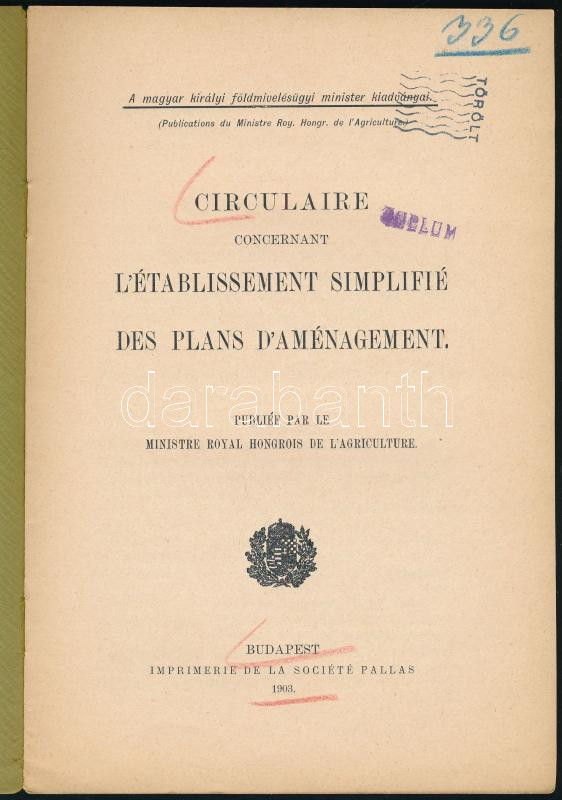 336
TÖRÖLT
A magyar királyi földmivelésügyi minister kiadványai.
(Publications du Ministre Roy. Hongr. de l'Agriculture.)
CIRCULAIRE
CONCERNANT
L'ÉTABLISSEMENT SIMPLIFIÉ
DES PLANS D'AMÉNAGEMENT.
darabanth
PUBLIÉE PAR LE
MINISTRE ROYAL HONGROIS DE L'AGRICULTURE.
BUDAPEST
IMPRIMERIE DE LA SOCIÉTÉ PALLAS
1903.